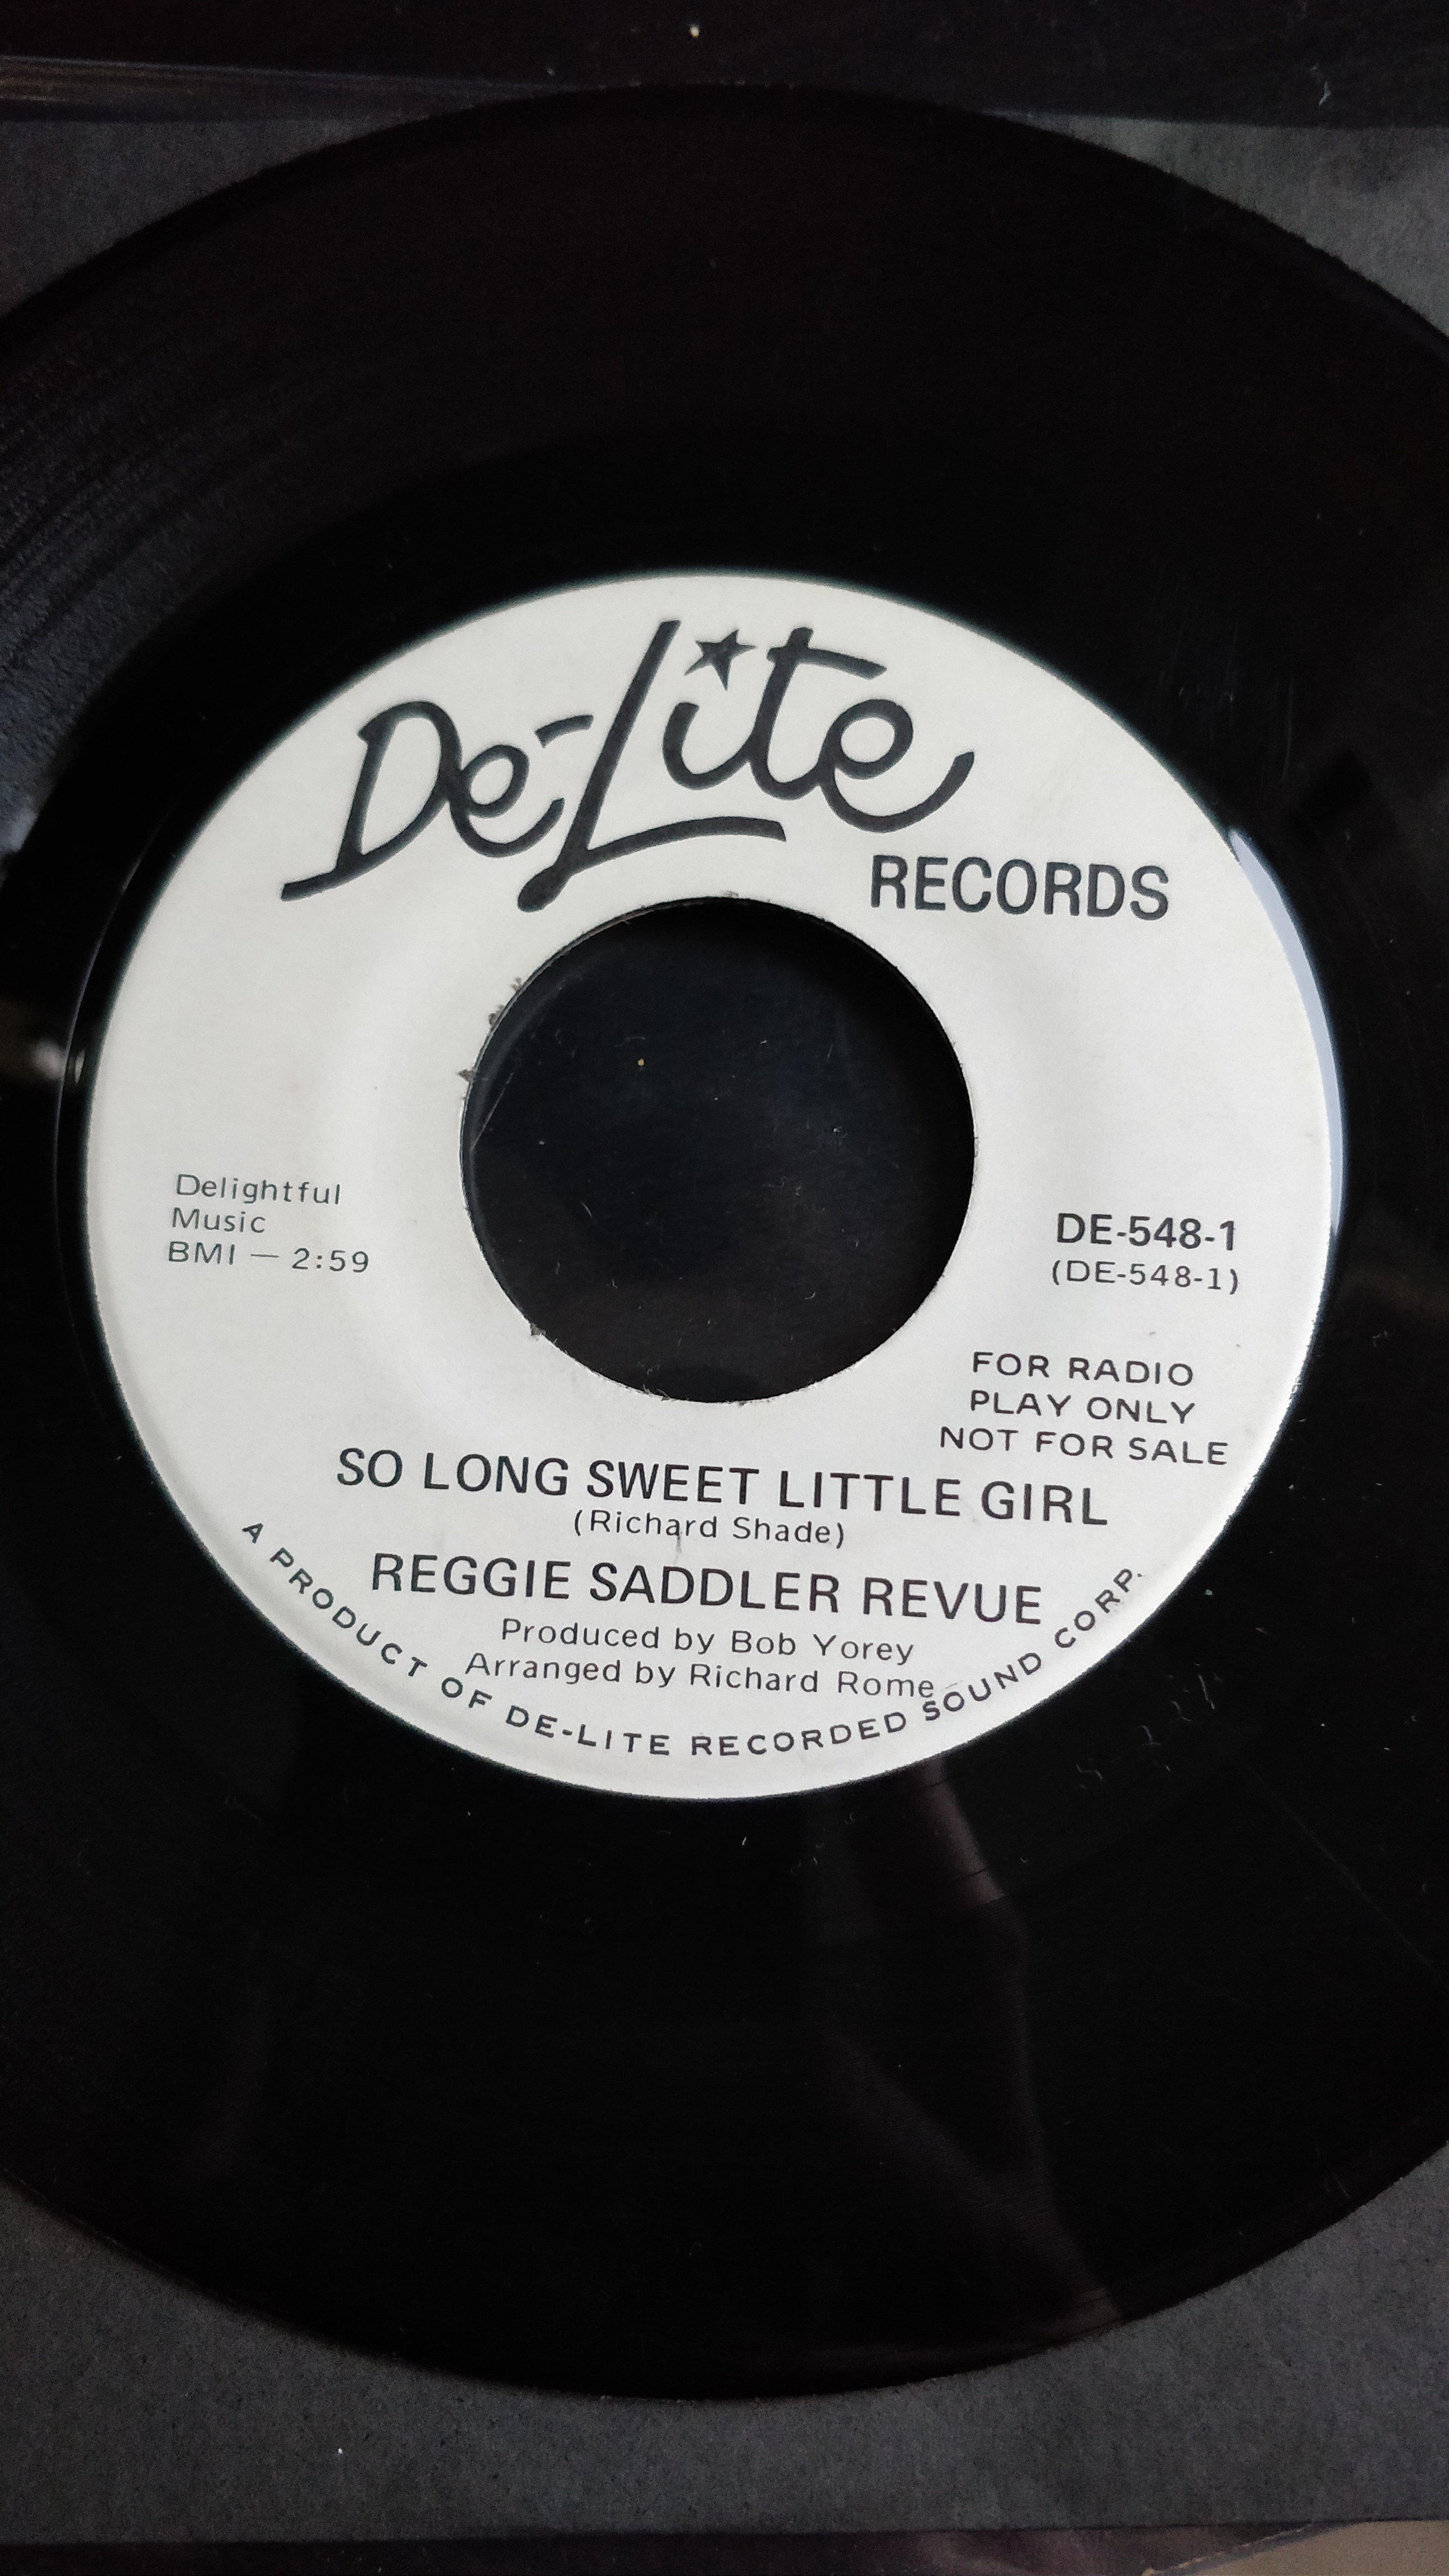 De-Lite
RECORDS
Delightful
Music
BMI — 2:59
DE-548-1
(DE-548-1)
FOR RADIO
PLAY ONLY
NOT FOR SALE
SO LONG SWEET LITTLE GIRL
(Richard Shade)
REGGIE SADDLER REVUE
Produced by Bob Yorey
Arranged by Richard Rome
A PRODUCT OF DE-LITE RECORDED SOUND CORP.